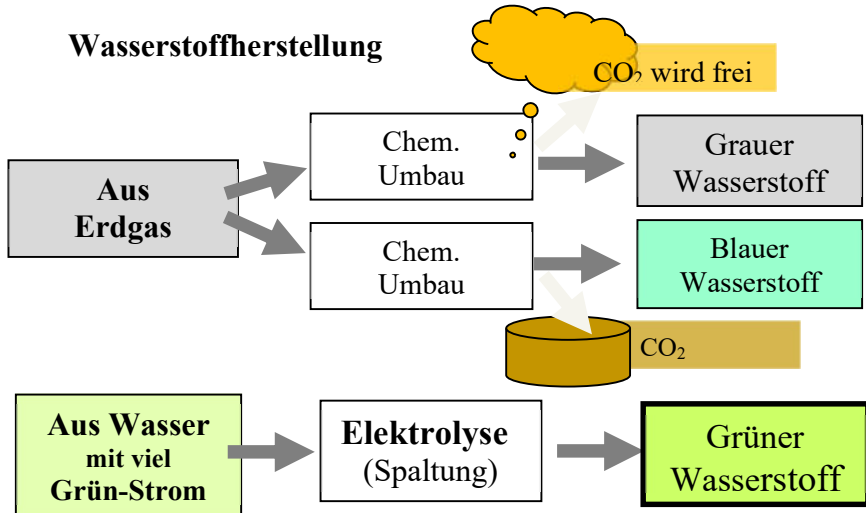 Wasserstoffherstellung
CO₂ wird frei
Aus
Erdgas
Chem.
Umbau
Grauer
Wasserstoff
Chem.
Umbau
Blauer
Wasserstoff
CO₂
Aus Wasser
mit viel
Grün-Strom
Elektrolyse
(Spaltung)
Grüner
Wasserstoff